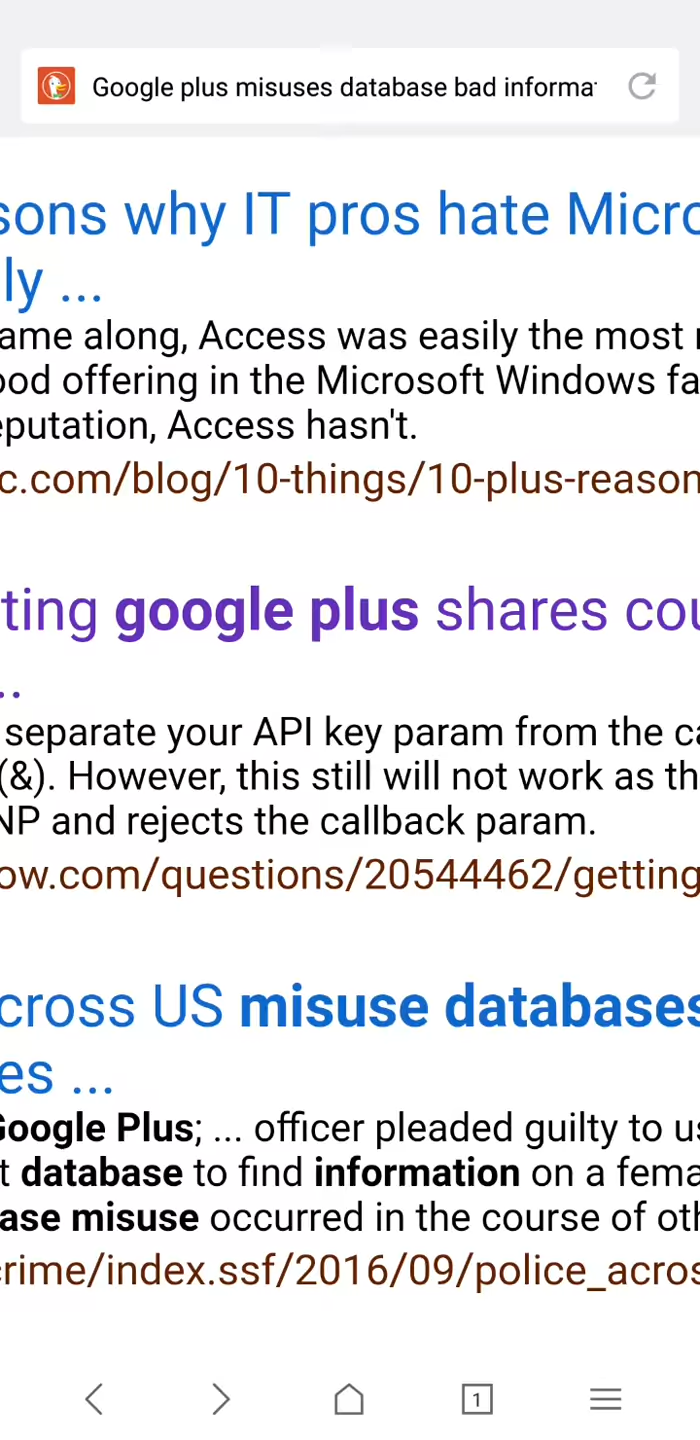 Google plus misuses database bad informa
sons why IT pros hate Micro
ly ...
ame along, Access was easily the most
ood offering in the Microsoft Windows fa
eputation, Access hasn't.
c.com/blog/10-things/10-plus-reason
ting google plus shares cou
..
separate your API key param from the ca
(&). However, this still will not work as th
NP and rejects the callback param.
ow.com/questions/20544462/getting
cross US misuse databases
es ...
Google Plus; ... officer pleaded guilty to us
t database to find information on a fema
ase misuse occurred in the course of oth
rime/index.ssf/2016/09/police_acros
1